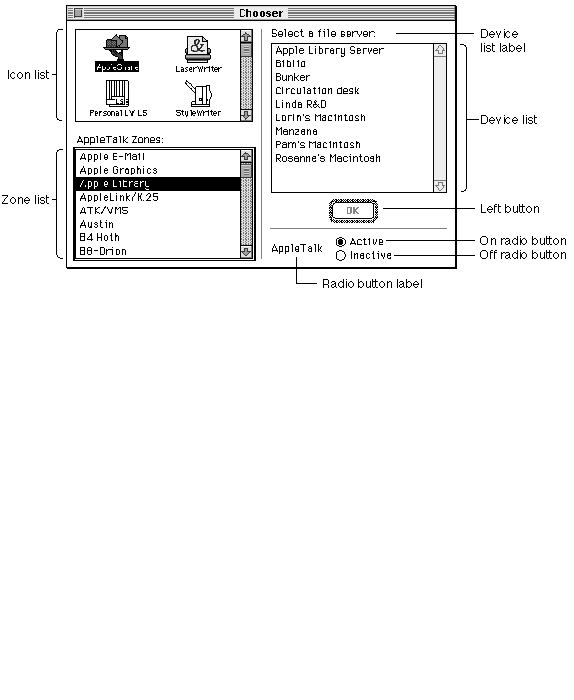 Chooser
Icon list
AppleShare
LaserWriter
Personal LW LS
StyleWriter
AppleTalk Zones:
Zone list
Apple E-Mail
Apple Graphics
Apple Library
AppleLink/X.25
ATK/VMS
Austin
B4 Hoth
B8-Orion
Select a file server:
Device
list label
Apple Library Server
Biblio
Bunker
Circulation desk
Linda R&D
Lorin's Macintosh
Manzana
Pam's Macintosh
Rosanne's Macintosh
Device list
OK
Left button
AppleTalk
Active
On radio button
Inactive
Off radio button
Radio button label